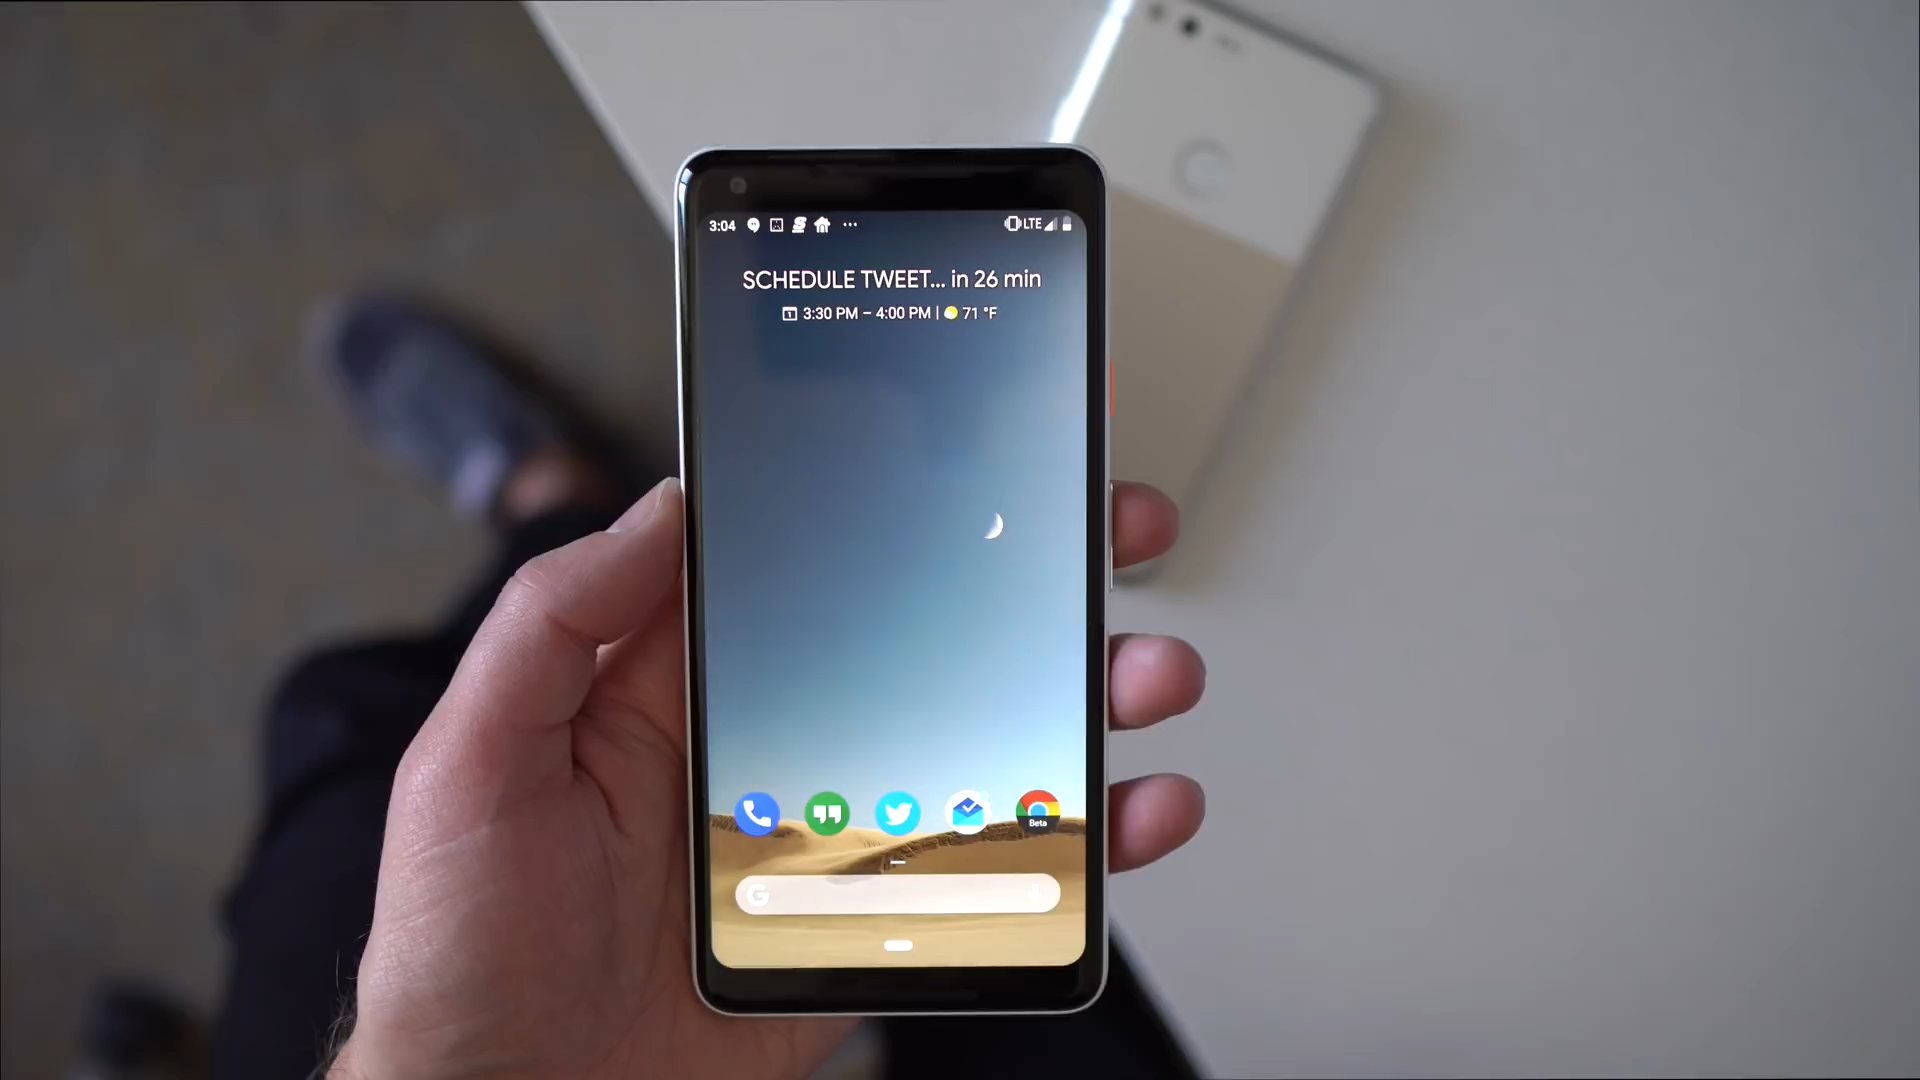 3:04 LTE
SCHEDULE TWEET... in 26 min
3:30 PM – 4:00 PM | 71 °F
Beta
G